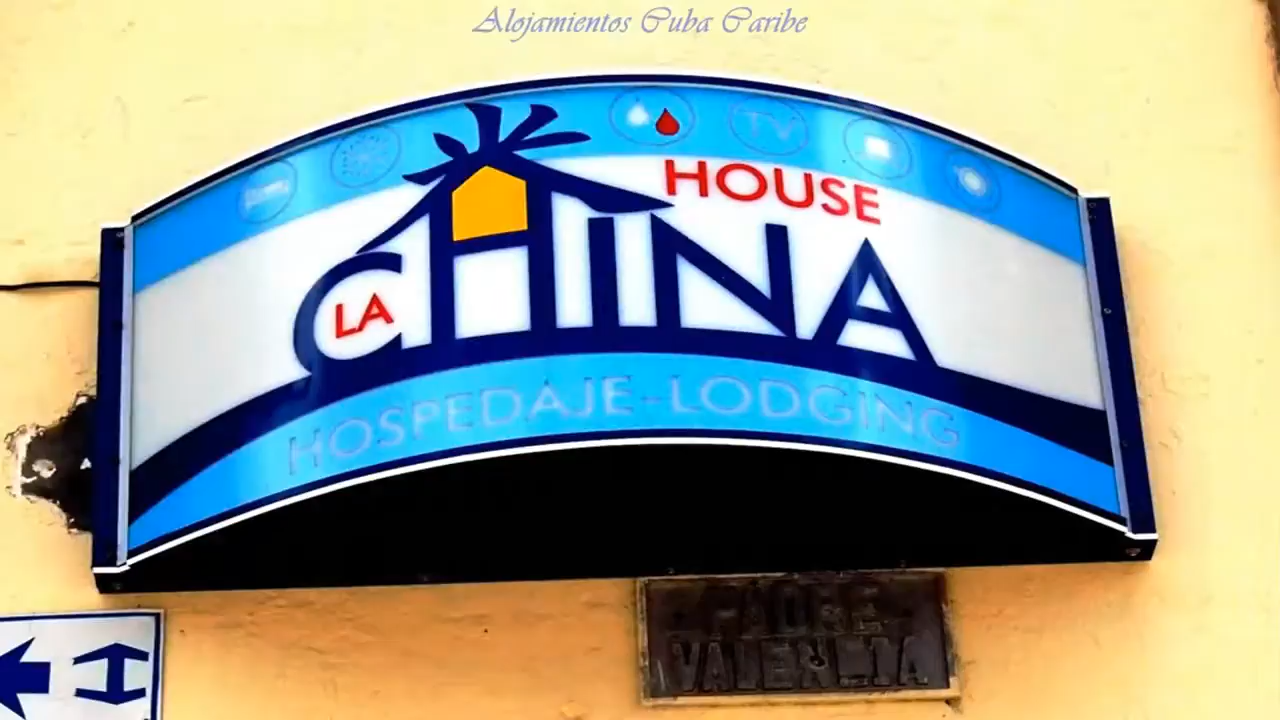 Alojamientos Cuba Caribe
TV
HOUSE
LA
CHINA
HOSPEDAJE-LODGING
PADRE
VALENCIA